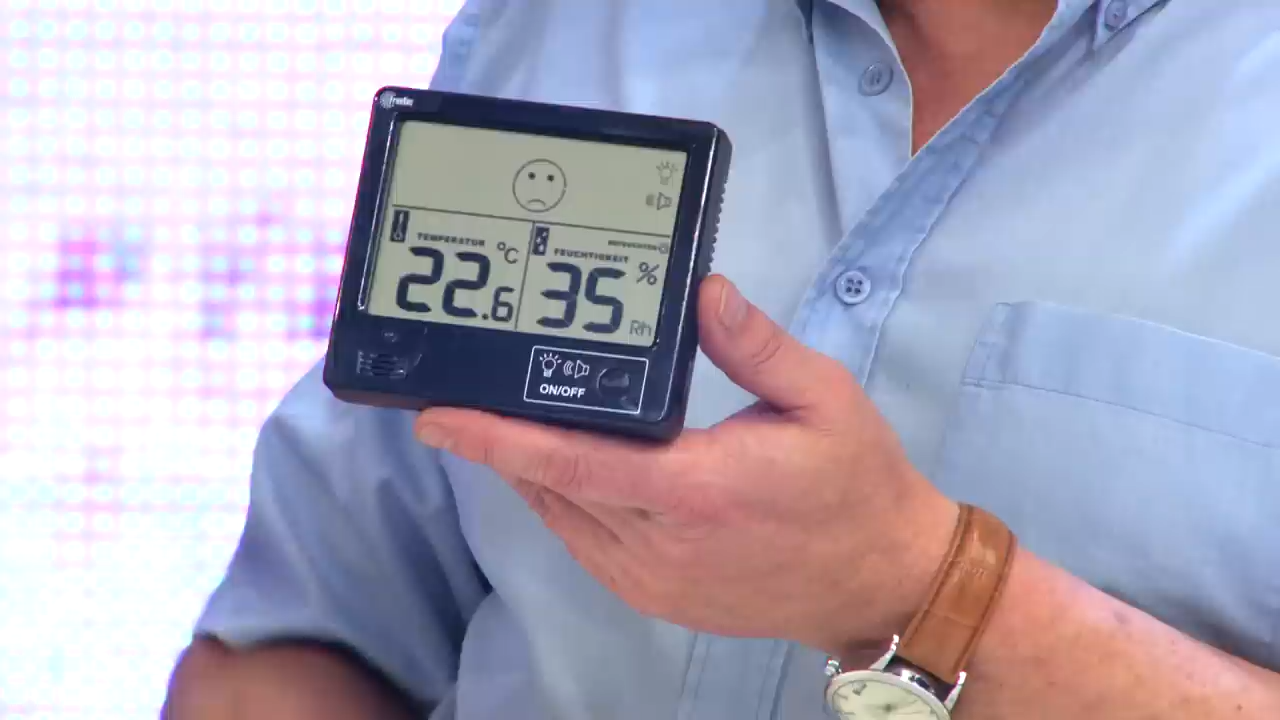 TEMPERATUR
°C
22.6
FEUCHTIGKEIT
%
35
Rh
ON/OFF